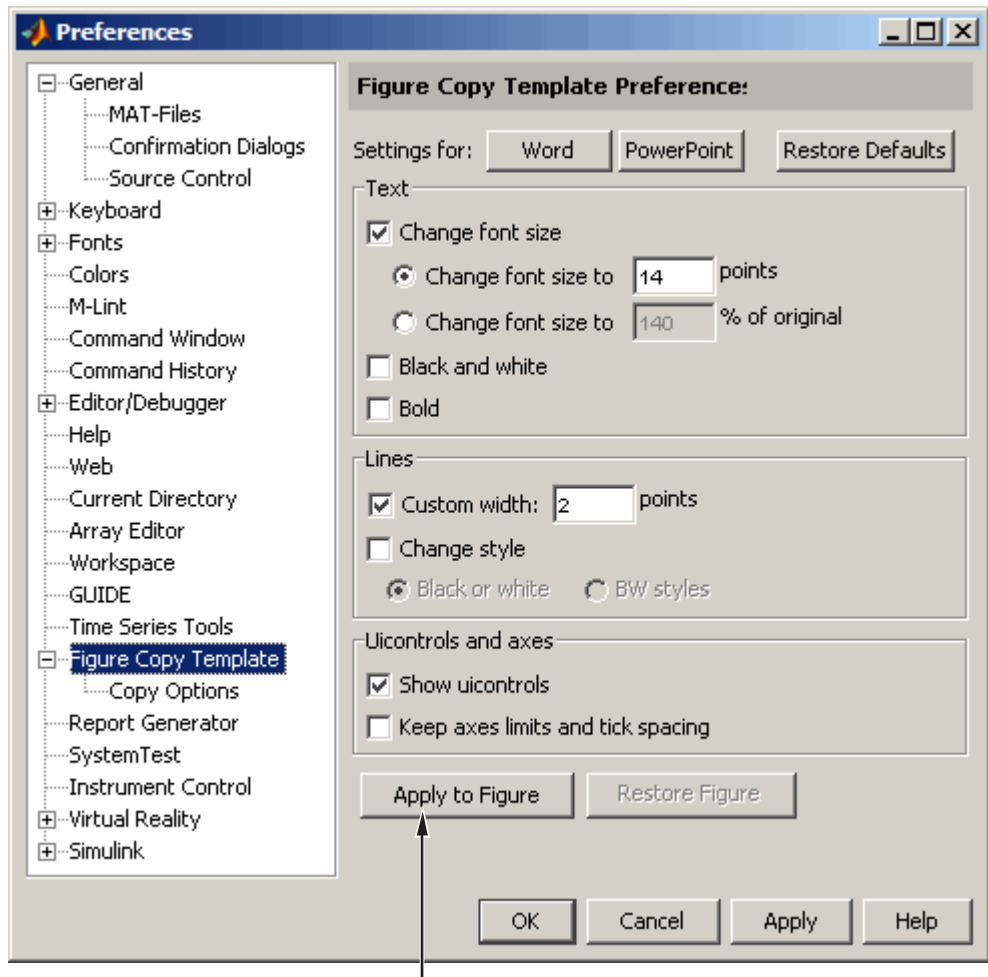 Preferences
General
MAT-Files
Confirmation Dialogs
Source Control
Keyboard
Fonts
Colors
M-Lint
Command Window
Command History
Editor/Debugger
Help
Web
Current Directory
Array Editor
Workspace
GUIDE
Time Series Tools
Figure Copy Template
Copy Options
Report Generator
SystemTest
Instrument Control
Virtual Reality
Simulink
Figure Copy Template Preference:
Settings for: Word PowerPoint Restore Defaults
Text
Change font size
Change font size to 14 points
Change font size to 140 % of original
Black and white
Bold
Lines
Custom width: 2 points
Change style
Black or white BW styles
Uicontrols and axes
Show uicontrols
Keep axes limits and tick spacing
Apply to Figure Restore Figure
OK Cancel Apply Help